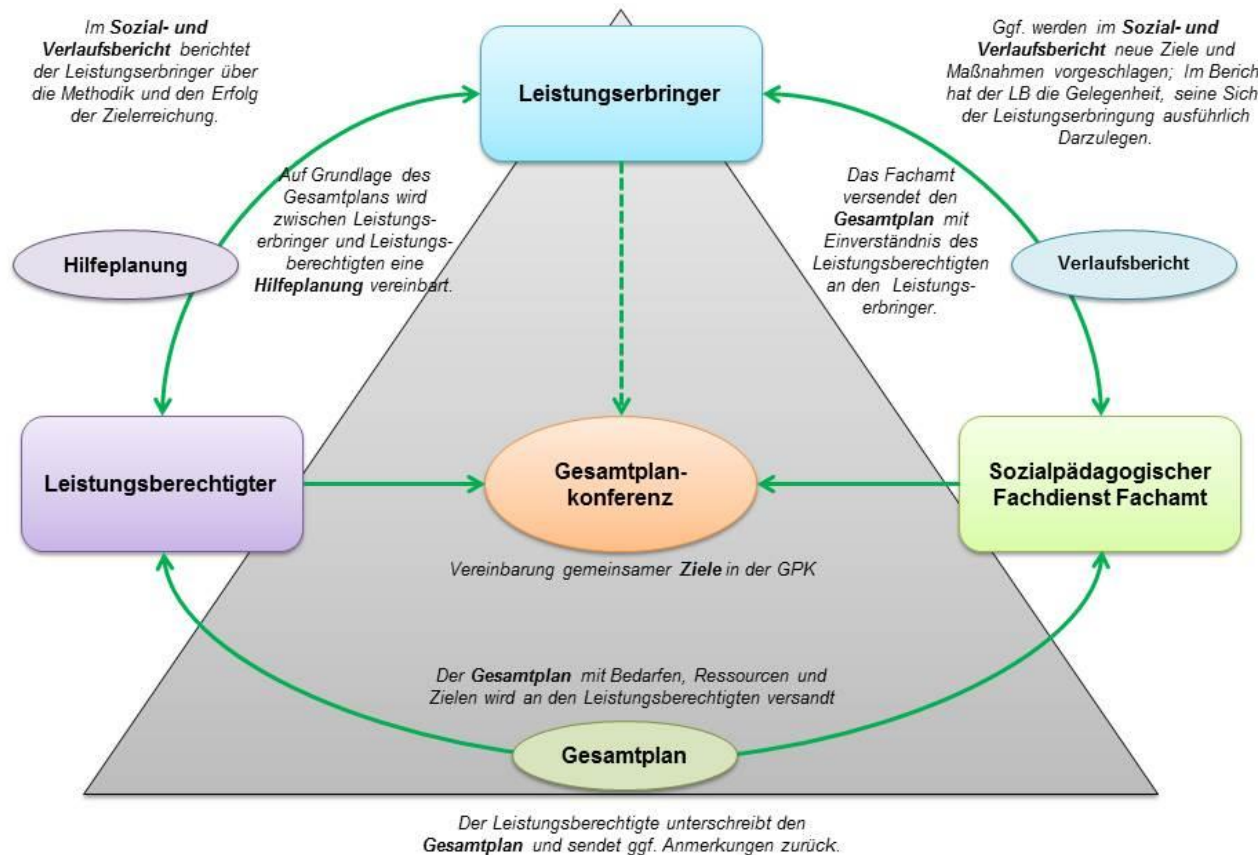 Im Sozial- und
Verlaufsbericht berichtet
der Leistungserbringer über
die Methodik und den Erfolg
der Zielerreichung.
Leistungserbringer
Ggf. werden im Sozial- und
Verlaufsbericht neue Ziele und
Maßnahmen vorgeschlagen; Im Berich
hat der LB die Gelegenheit, seine Sich
der Leistungserbringung ausführlich
Darzulegen.
Auf Grundlage des
Gesamtplans wird
zwischen Leistungs-
erbringer und Leistungs-
berechtigten eine
Hilfeplanung vereinbart.
Das Fachamt
versendet den
Gesamtplan mit
Einverständnis des
Leistungsberechtigten
an den Leistungs-
erbringer.
Hilfeplanung
Verlaufsbericht
Leistungsberechtigter
Gesamtplan-
konferenz
Sozialpädagogischer
Fachdienst Fachamt
Vereinbarung gemeinsamer Ziele in der GPK
Der Gesamtplan mit Bedarfen, Ressourcen und
Zielen wird an den Leistungsberechtigten versandt
Gesamtplan
Der Leistungsberechtigte unterschreibt den
Gesamtplan und sendet ggf. Anmerkungen zurück.